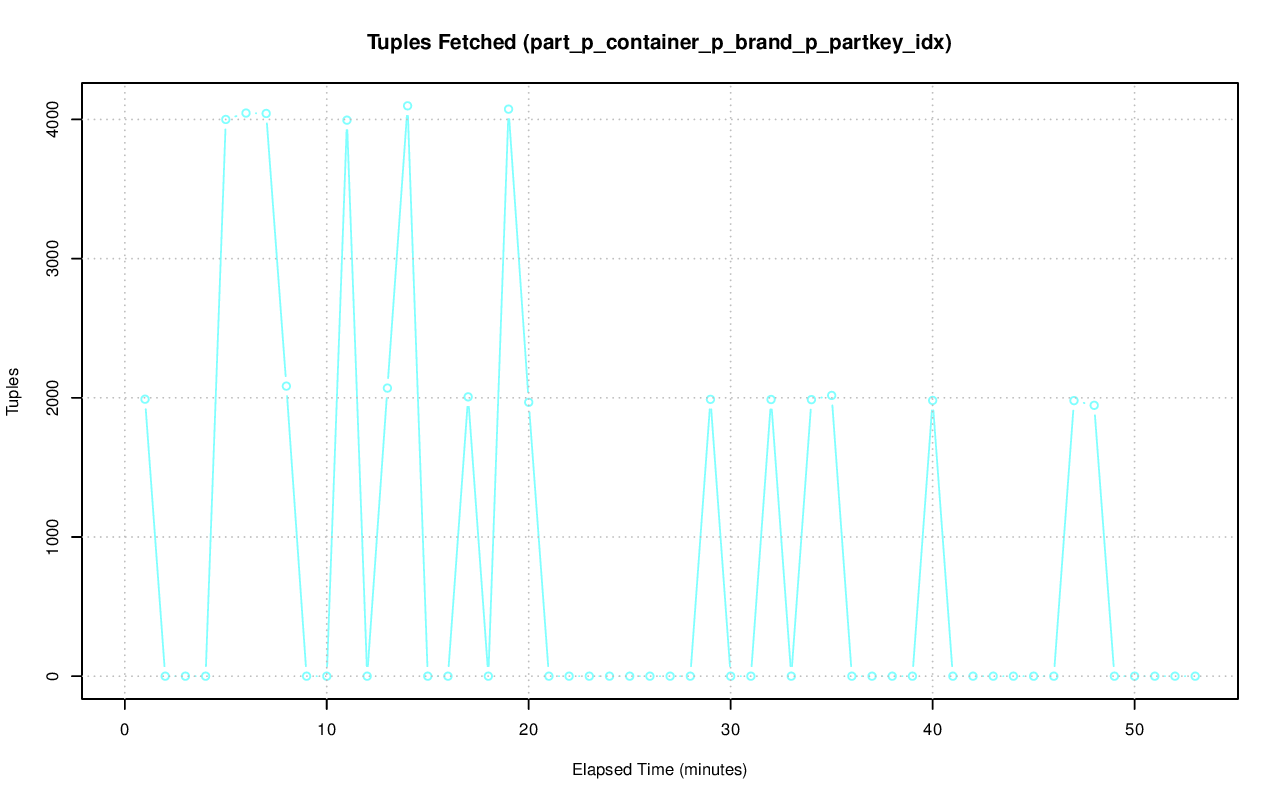 Tuples Fetched (part_p_container_p_brand_p_partkey_idx)
4000
3000
2000
1000
0
Tuples
0 10 20 30 40 50
Elapsed Time (minutes)